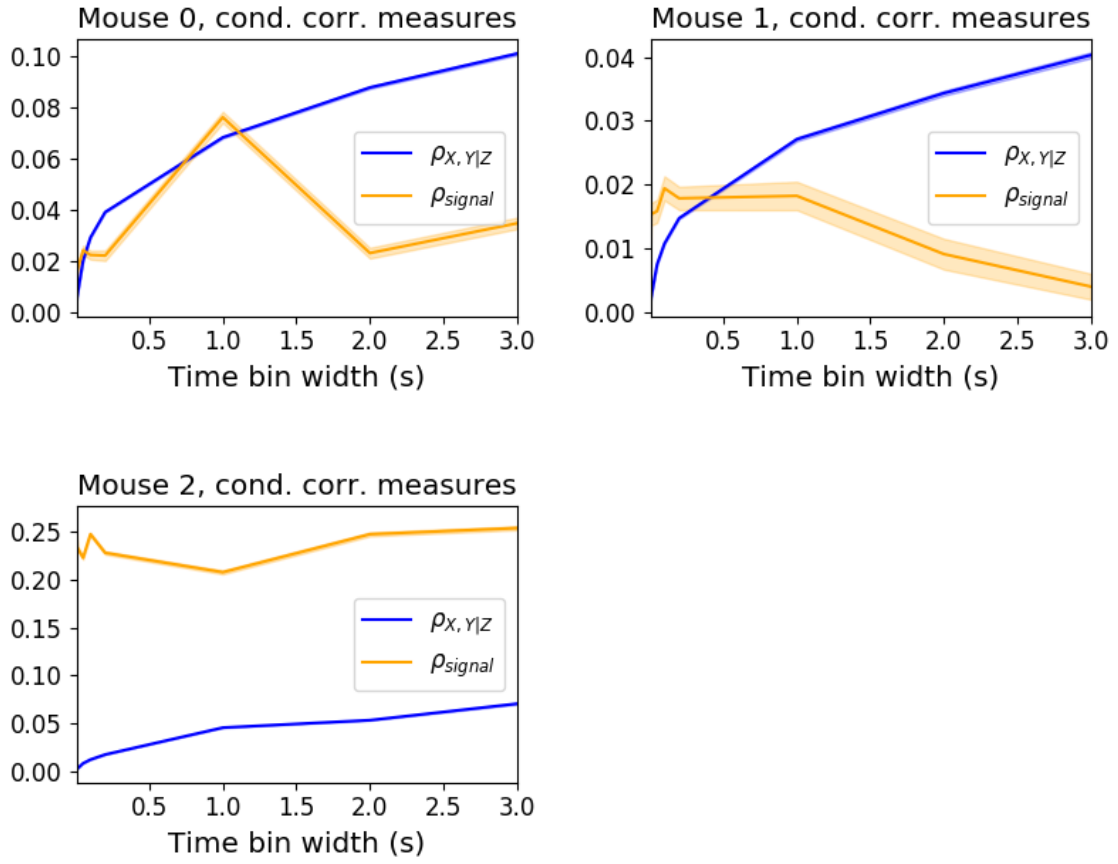 Mouse 0, cond. corr. measures
0.10
0.08
0.06
0.04
0.02
0.00
ρX,Y|Z
ρsignal
0.5 1.0 1.5 2.0 2.5 3.0
Time bin width (s)
Mouse 1, cond. corr. measures
0.04
0.03
0.02
0.01
0.00
ρX,Y|Z
ρsignal
0.5 1.0 1.5 2.0 2.5 3.0
Time bin width (s)
Mouse 2, cond. corr. measures
0.25
0.20
0.15
0.10
0.05
0.00
ρX,Y|Z
ρsignal
0.5 1.0 1.5 2.0 2.5 3.0
Time bin width (s)